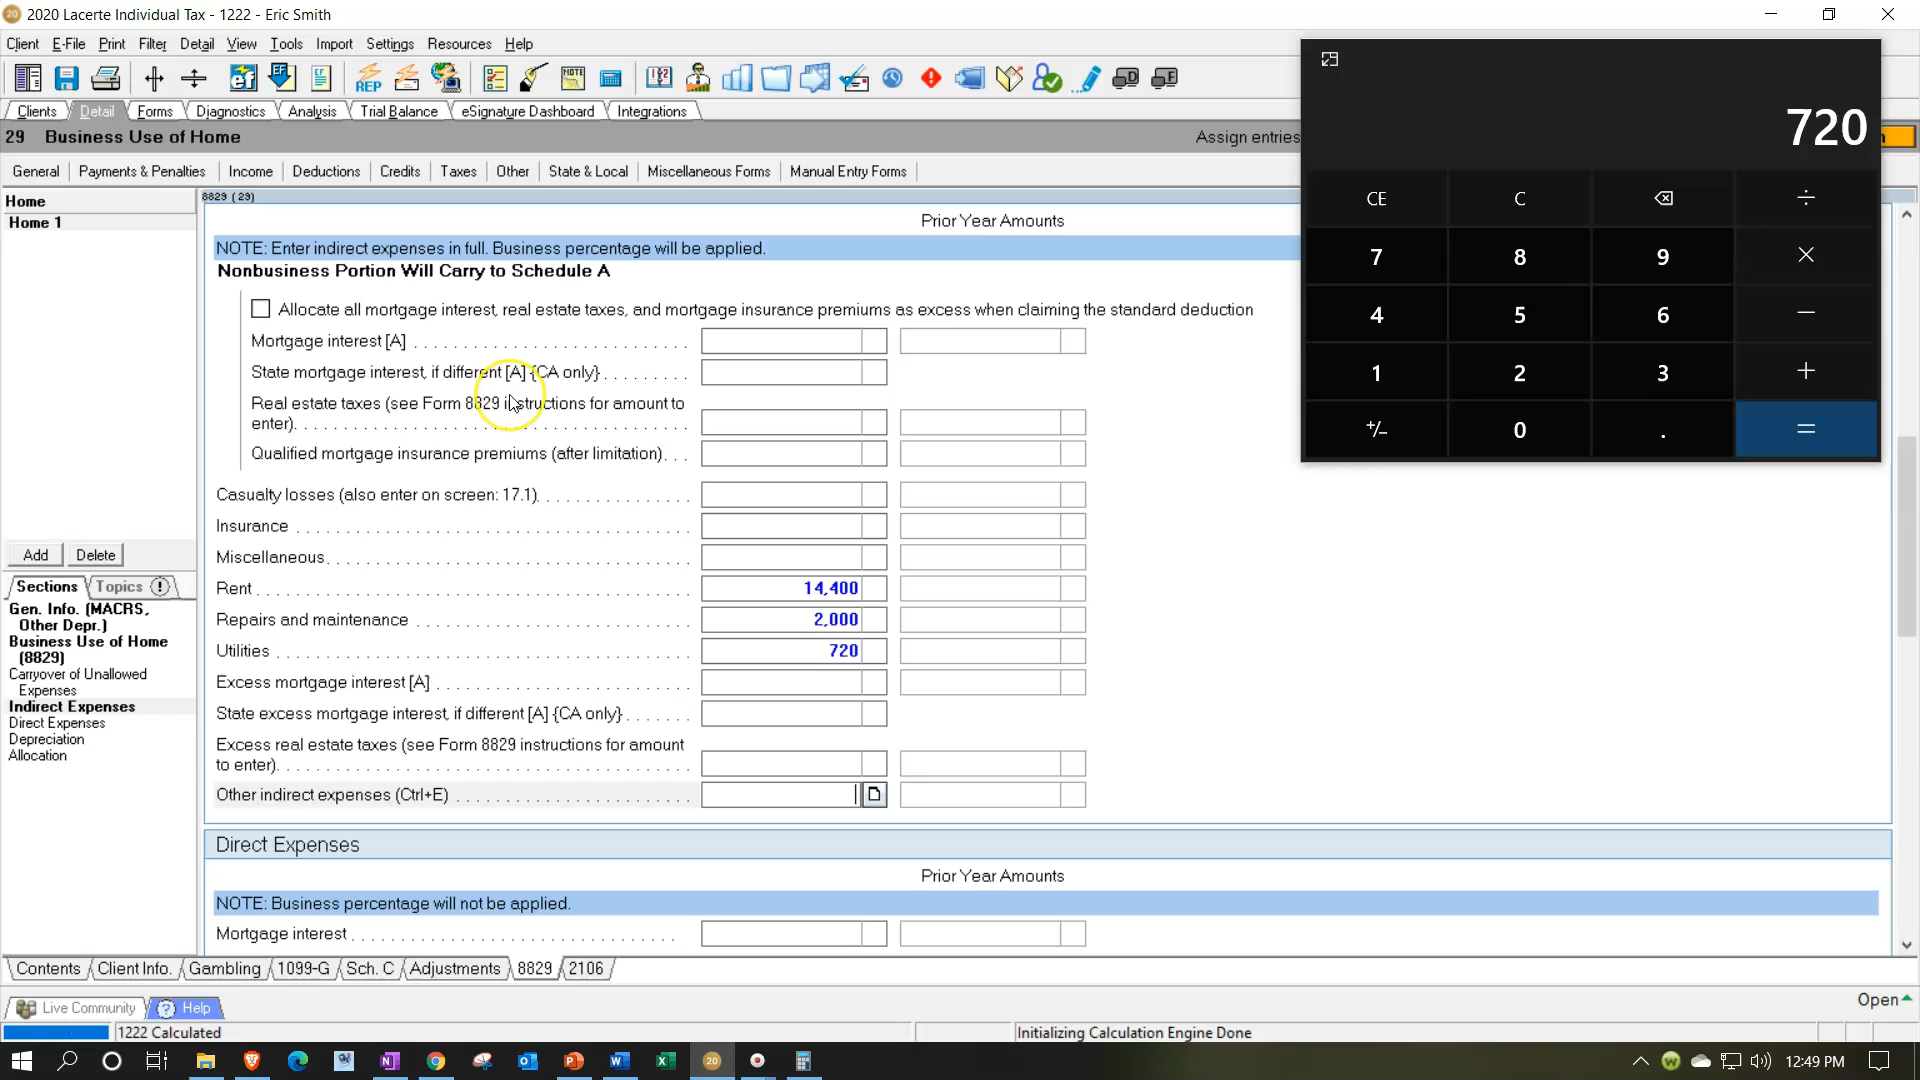 2020 Lacerte Individual Tax - 1222 - Eric Smith
Client E-File Print Filter Detail View Tools Import Settings Resources Help
REP NOTE
Clients Detail Forms Diagnostics Analysis Trial Balance eSignature Dashboard Integrations
29 Business Use of Home Assign entries
General Payments & Penalties Income Deductions Credits Taxes Other State & Local Miscellaneous Forms Manual Entry Forms
Home
Home 1
Add Delete
Sections Topics
Gen. Info. (MACRS,
Other Depr.)
Business Use of Home
(8829)
Carryover of Unallowed
Expenses
Indirect Expenses
Direct Expenses
Depreciation
Allocation
8829 (29)
Prior Year Amounts
NOTE: Enter indirect expenses in full. Business percentage will be applied.
Nonbusiness Portion Will Carry to Schedule A
Allocate all mortgage interest, real estate taxes, and mortgage insurance premiums as excess when claiming the standard deduction
Mortgage interest [A]
State mortgage interest, if different [A] {CA only}
Real estate taxes (see Form 8829 instructions for amount to
enter)
Qualified mortgage insurance premiums (after limitation)
Casualty losses (also enter on screen: 17.1)
Insurance
Miscellaneous
Rent 14,400
Repairs and maintenance 2,000
Utilities 720
Excess mortgage interest [A]
State excess mortgage interest, if different [A] {CA only}
Excess real estate taxes (see Form 8829 instructions for amount
to enter)
Other indirect expenses (Ctrl+E)
Direct Expenses
Prior Year Amounts
NOTE: Business percentage will not be applied.
Mortgage interest
720
CE C ÷
7 8 9 ×
4 5 6 −
1 2 3 +
+/− 0 . =
Contents Client Info. Gambling 1099-G Sch. C Adjustments 8829 2106
Live Community Help Open
1222 Calculated Initializing Calculation Engine Done
12:49 PM